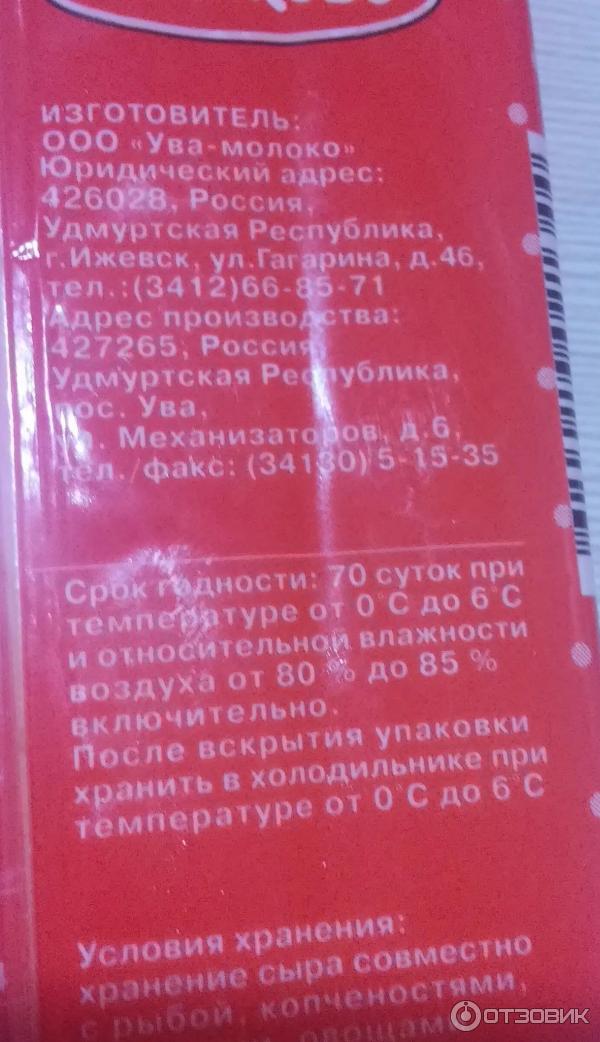 ИЗГОТОВИТЕЛЬ:
ООО «Ува-молоко»
Юридический адрес:
426028, Россия,
Удмуртская Республика,
г.Ижевск, ул.Гагарина, д.46,
тел.:(3412)66-85-71
Адрес производства:
427265, Россия
Удмуртская Республика,
пос. Ува,
ул. Механизаторов, д.6,
тел./факс: (34130) 5-15-35
Срок годности: 70 суток при
температуре от 0°С до 6°С
и относительной влажности
воздуха от 80 % до 85 %
включительно.
После вскрытия упаковки
хранить в холодильнике при
температуре от 0°С до 6°С
Условия хранения:
хранение сыра совместно
с рыбой, копченостями,
овощами
ОТЗОВИК